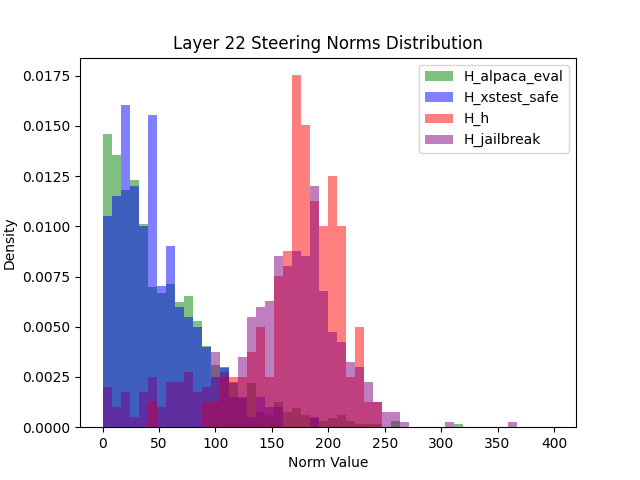 Layer 22 Steering Norms Distribution
H_alpaca_eval
H_xstest_safe
H_h
H_jailbreak
Density
0.0175
0.0150
0.0125
0.0100
0.0075
0.0050
0.0025
0.0000
0 50 100 150 200 250 300 350 400
Norm Value